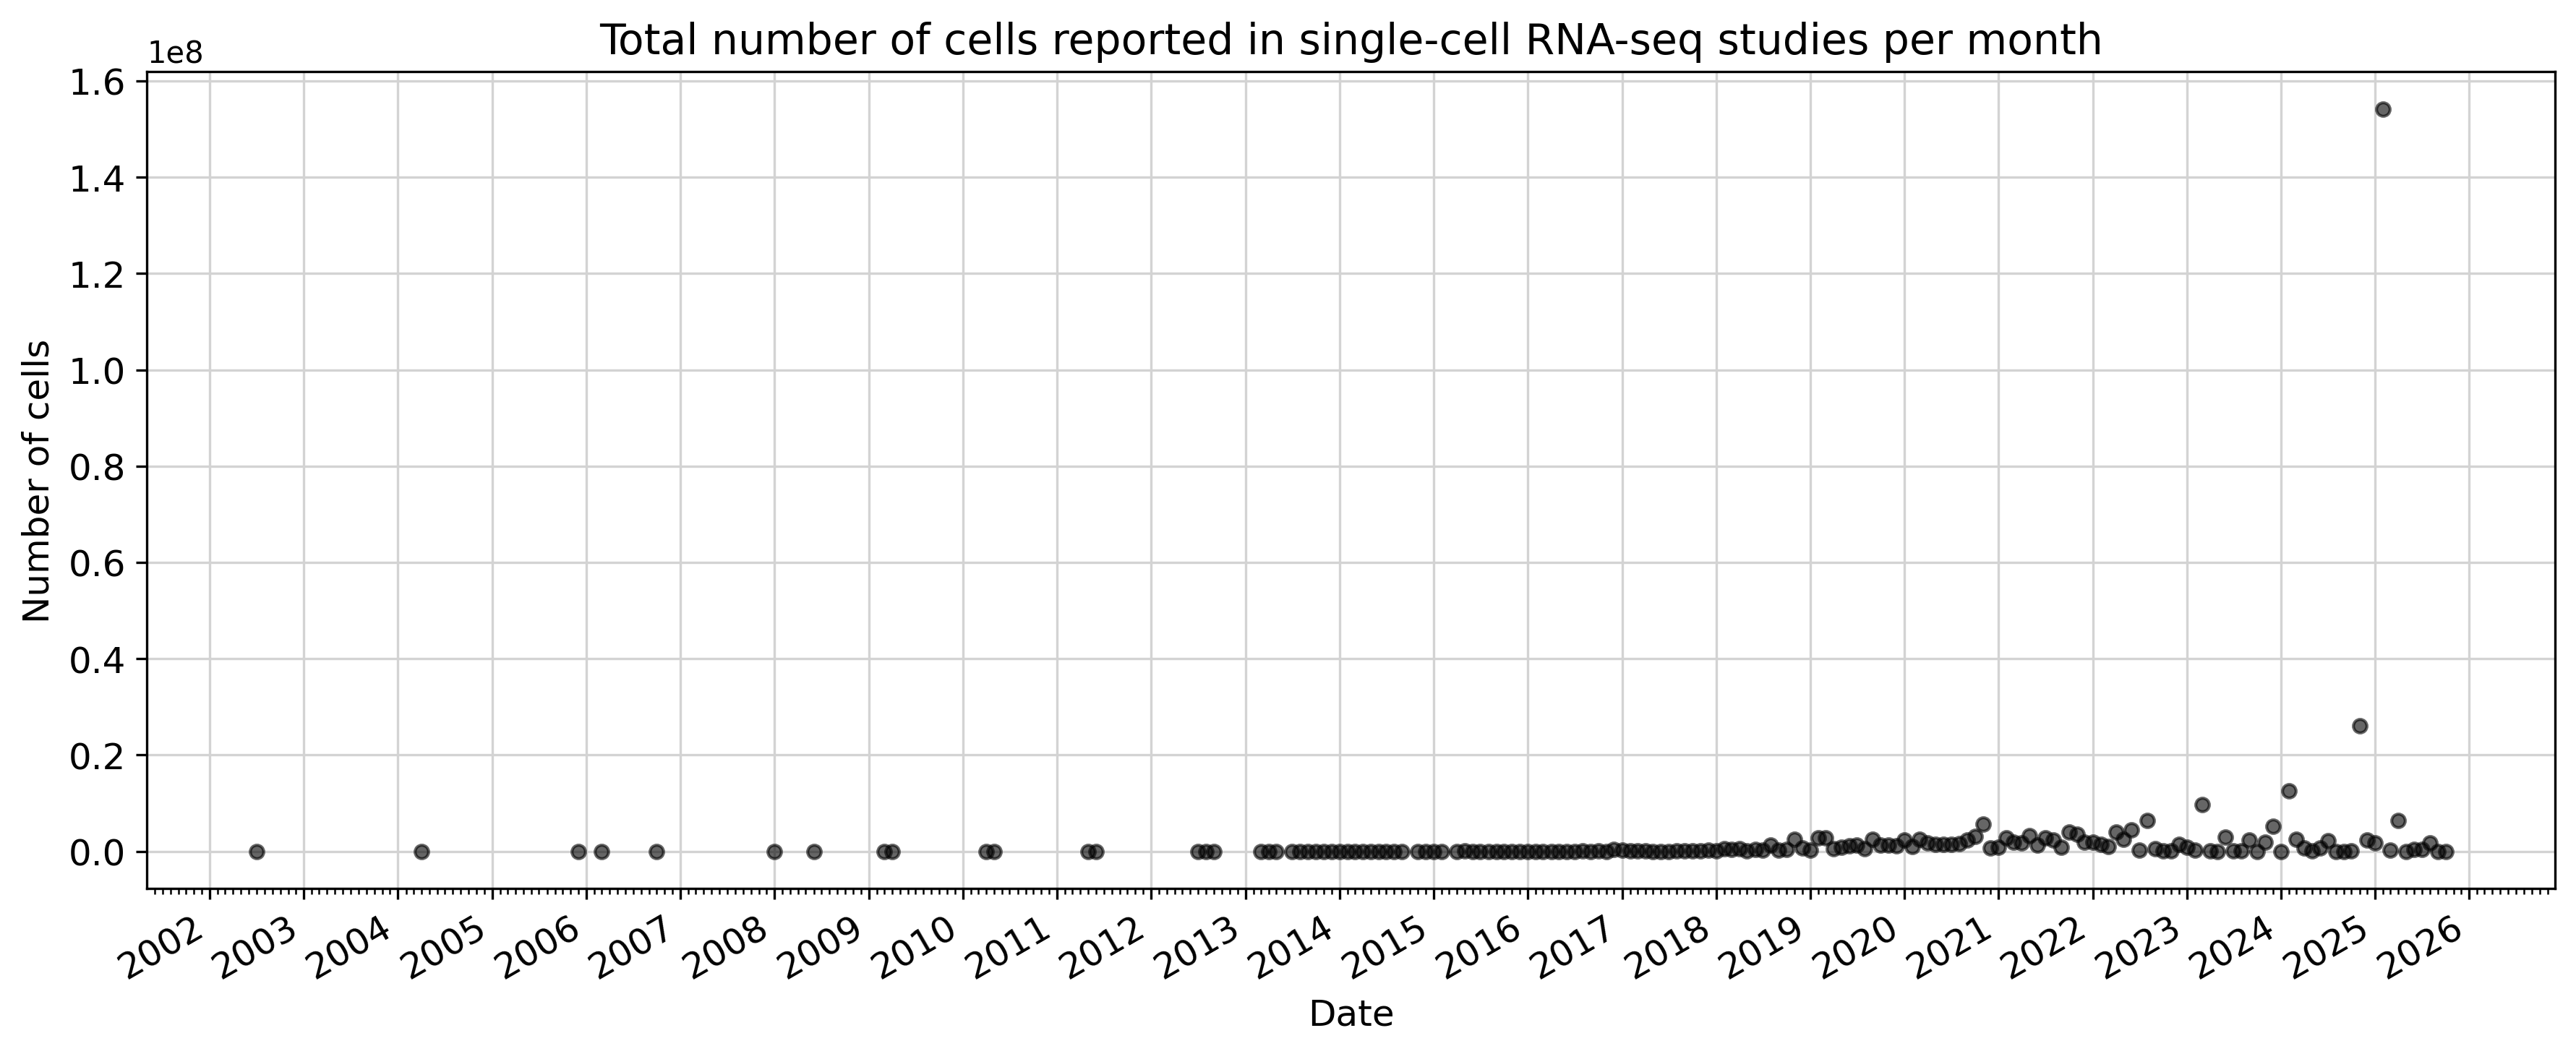 Total number of cells reported in single-cell RNA-seq studies per month
1e8
1.6
1.4
1.2
1.0
0.8
0.6
0.4
0.2
0.0
Number of cells
2002 2003 2004 2005 2006 2007 2008 2009 2010 2011 2012 2013 2014 2015 2016 2017 2018 2019 2020 2021 2022 2023 2024 2025 2026
Date